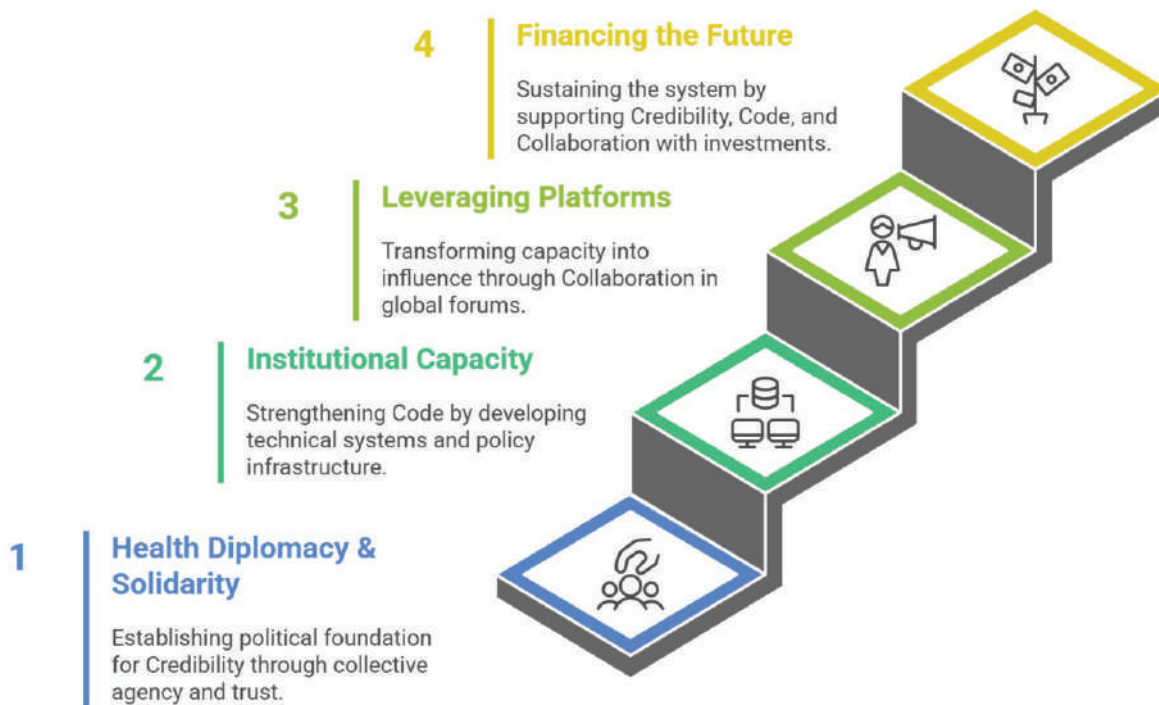 4
Financing the Future
Sustaining the system by
supporting Credibility, Code, and
Collaboration with investments.
3
Leveraging Platforms
Transforming capacity into
influence through Collaboration in
global forums.
2
Institutional Capacity
Strengthening Code by developing
technical systems and policy
infrastructure.
1
Health Diplomacy &
Solidarity
Establishing political foundation
for Credibility through collective
agency and trust.